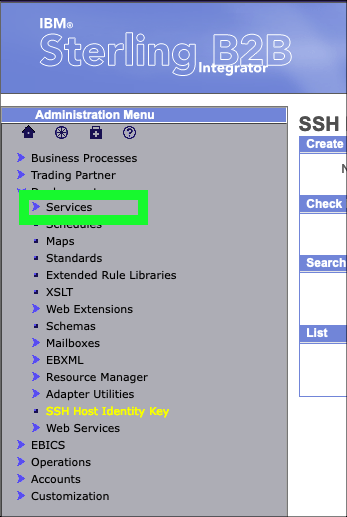 IBM®
Sterling B2B
Integrator
Administration Menu
Business Processes
Trading Partner
Services
Schedules
Maps
Standards
Extended Rule Libraries
XSLT
Web Extensions
Schemas
Mailboxes
EBXML
Resource Manager
Adapter Utilities
SSH Host Identity Key
Web Services
EBICS
Operations
Accounts
Customization
SSH
Create
N
Check
Search
List